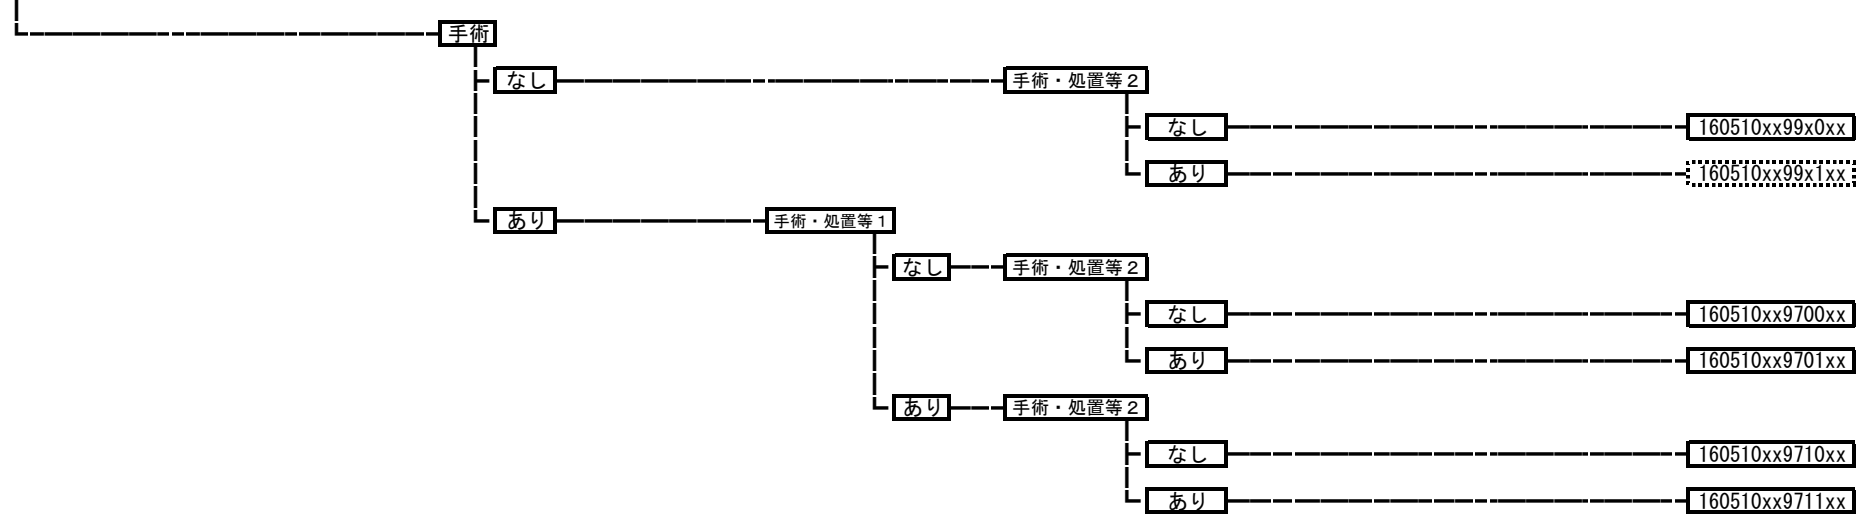 手術
なし 手術・処置等2
なし 160510xx99x0xx
あり 160510xx99x1xx
あり 手術・処置等1
なし 手術・処置等2
なし 160510xx9700xx
あり 160510xx9701xx
あり 手術・処置等2
なし 160510xx9710xx
あり 160510xx9711xx